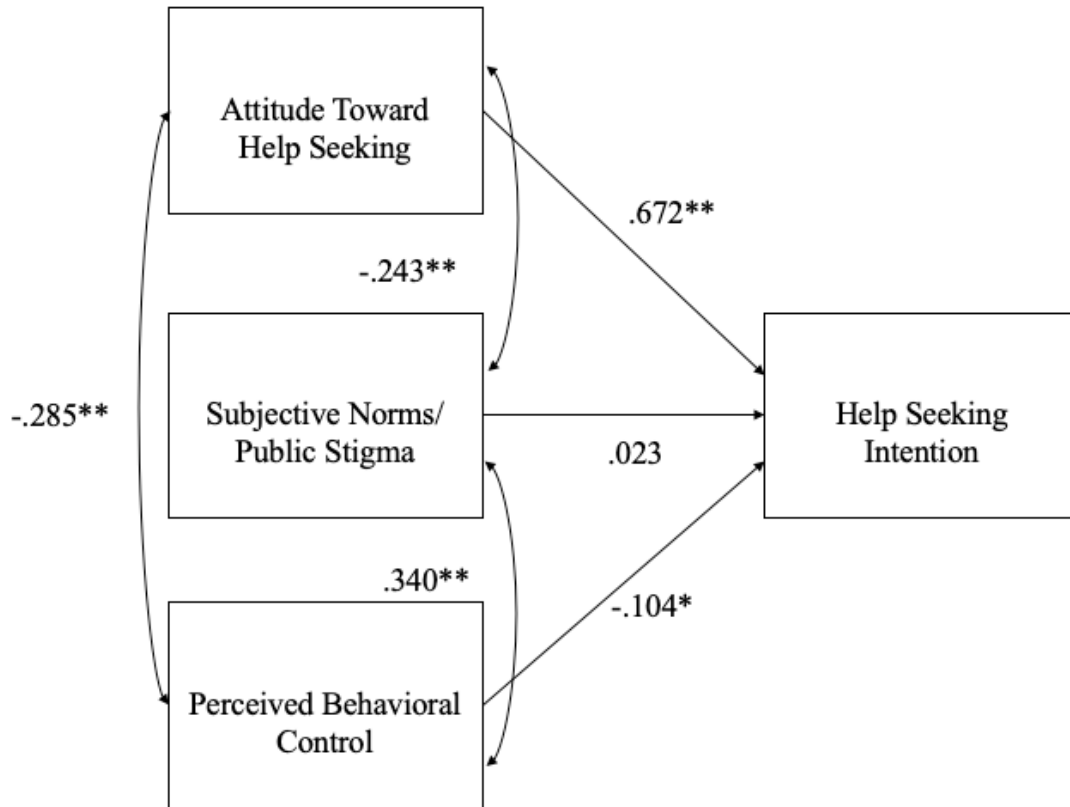 Attitude Toward
Help Seeking
.672**
-.243**
-.285**
Subjective Norms/
Public Stigma
.023
Help Seeking
Intention
.340**
-.104*
Perceived Behavioral
Control